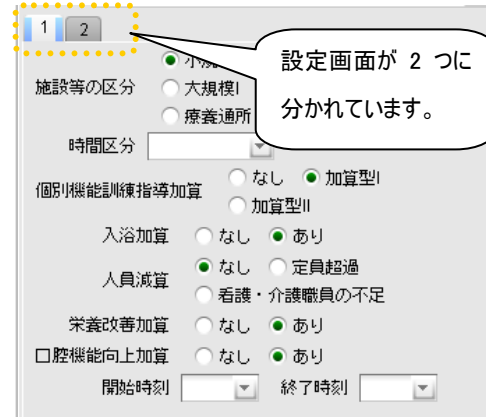 1 2
設定画面が 2 つに
分かれています。
施設等の区分 大規模I
療養通所
時間区分
個別機能訓練指導加算 なし 加算型I
加算型II
入浴加算 なし あり
人員減算 なし 定員超過
看護・介護職員の不足
栄養改善加算 なし あり
口腔機能向上加算 なし あり
開始時刻 終了時刻